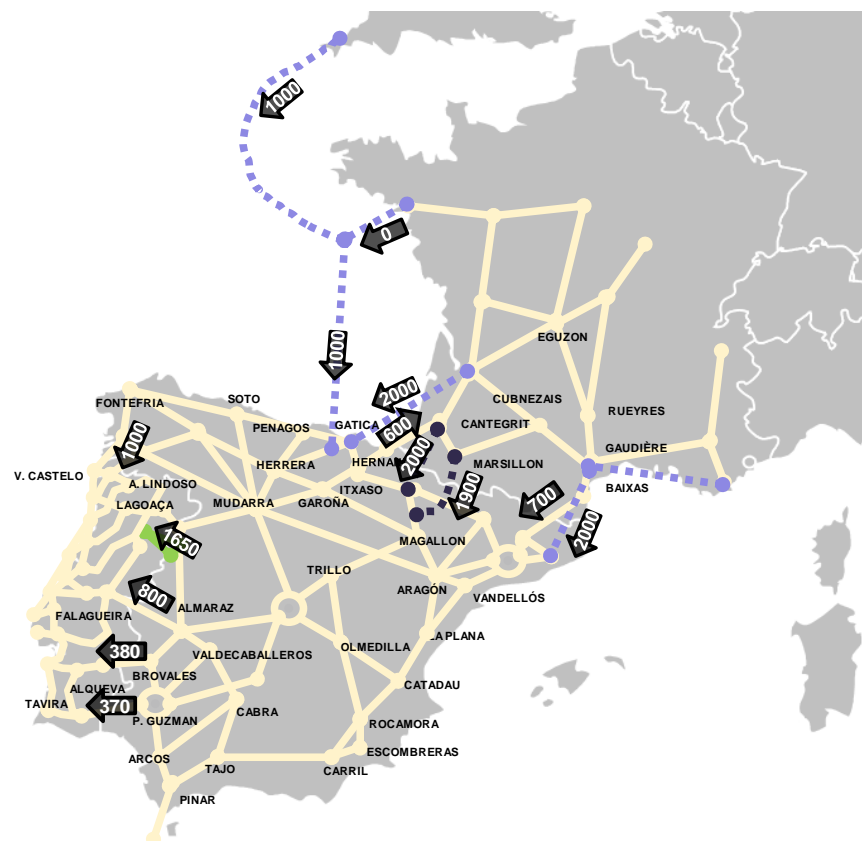 1000
0
1000
EGUZON
2000
SOTO
FONTEFRIA
CUBNEZAIS
RUEYRES
PENAGOS
GATICA
600
CANTEGRIT
1000
GAUDIÈRE
HERRERA
HERNA
2000
MARSILLON
V. CASTELO
A. LINDOSO
ITXASO
BAIXAS
LAGOAÇA
MUDARRA
GAROÑA
1900
700
2000
1650
MAGALLON
TRILLO
800
ARAGÓN
VANDELLÓS
FALAGUEIRA
ALMARAZ
LA PLANA
380
VALDECABALLEROS
OLMEDILLA
BROVALES
ALQUEVA
CATADAU
TAVIRA
370
P. GUZMAN
CABRA
ROCAMORA
ESCOMBRERAS
ARCOS
TAJO
CARRIL
PINAR